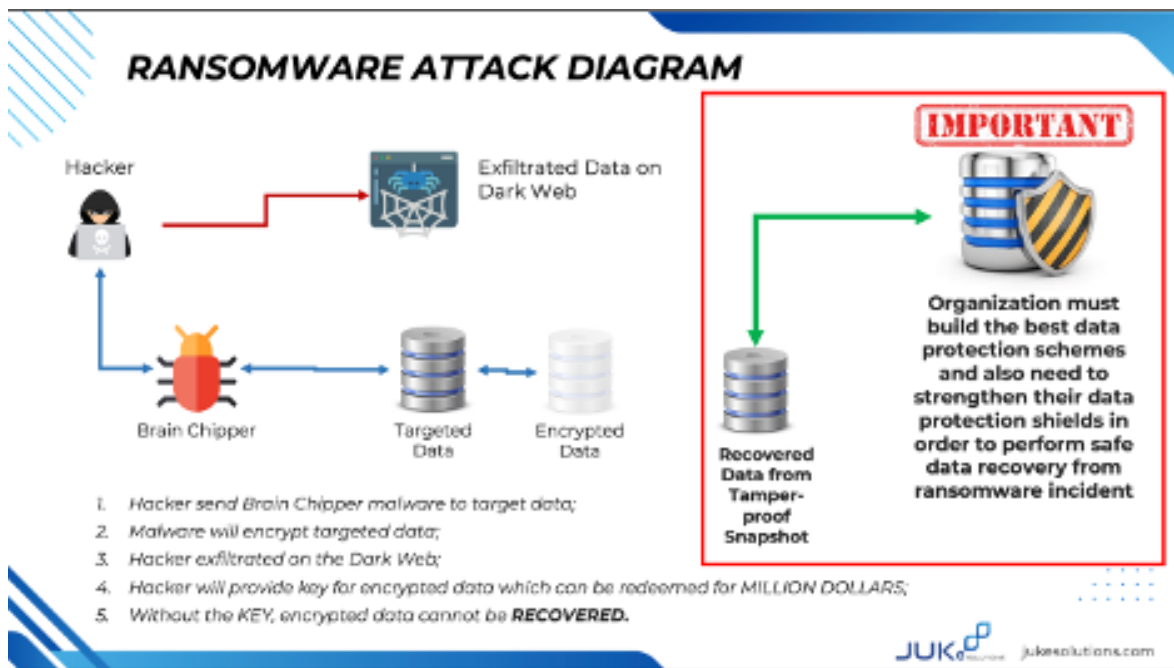 RANSOMWARE ATTACK DIAGRAM
Hacker
Exfiltrated Data on
Dark Web
Brain Chipper
Targeted
Data
Encrypted
Data
1. Hacker send Brain Chipper malware to target data;
2. Malware will encrypt targeted data;
3. Hacker exfiltrated on the Dark Web;
4. Hacker will provide key for encrypted data which can be redeemed for MILLION DOLLARS;
5. Without the KEY, encrypted data cannot be RECOVERED.
IMPORTANT
Organization must
build the best data
protection schemes
and also need to
strengthen their data
protection shields in
order to perform safe
data recovery from
ransomware incident
Recovered
Data from
Tamper-
proof
Snapshot
JUKe
SOLUTIONS
jukesolutions.com